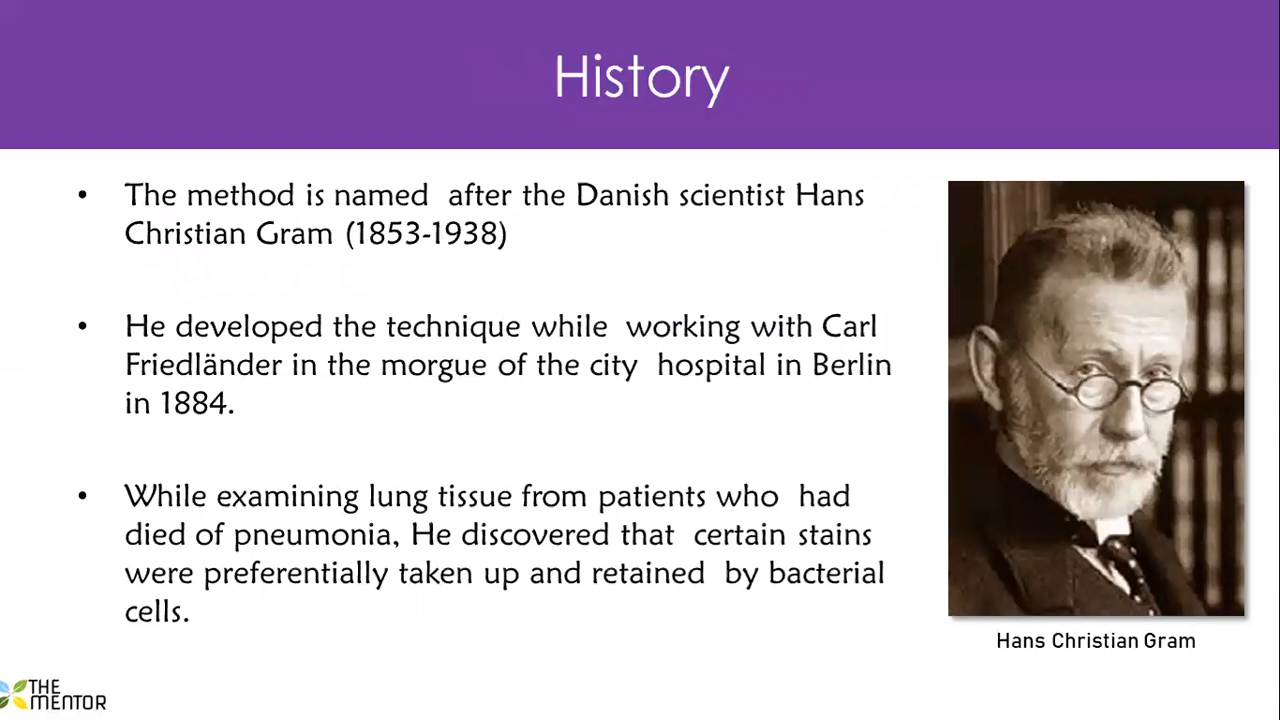 History
• The method is named after the Danish scientist Hans
Christian Gram (1853-1938)
• He developed the technique while working with Carl
Friedländer in the morgue of the city hospital in Berlin
in 1884.
• While examining lung tissue from patients who had
died of pneumonia, He discovered that certain stains
were preferentially taken up and retained by bacterial
cells.
Hans Christian Gram
THE
MENTOR